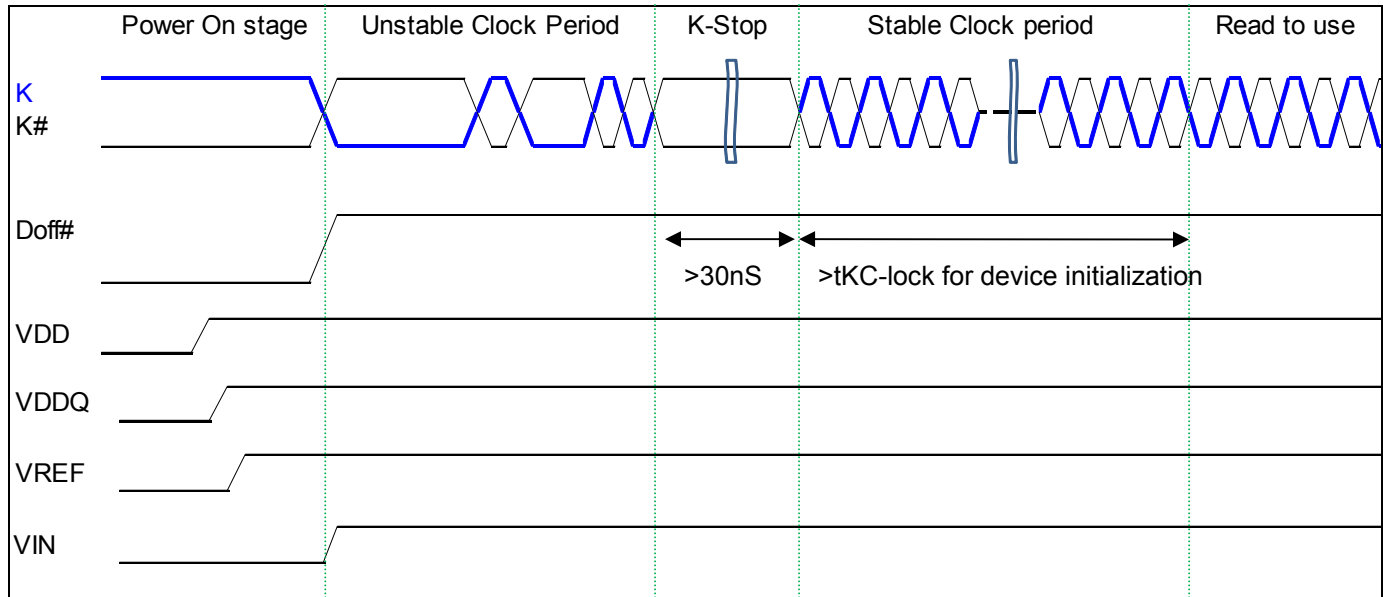 Power On stage Unstable Clock Period K-Stop Stable Clock period Read to use
K
K#
Doff#
>30nS >tKC-lock for device initialization
VDD
VDDQ
VREF
VIN